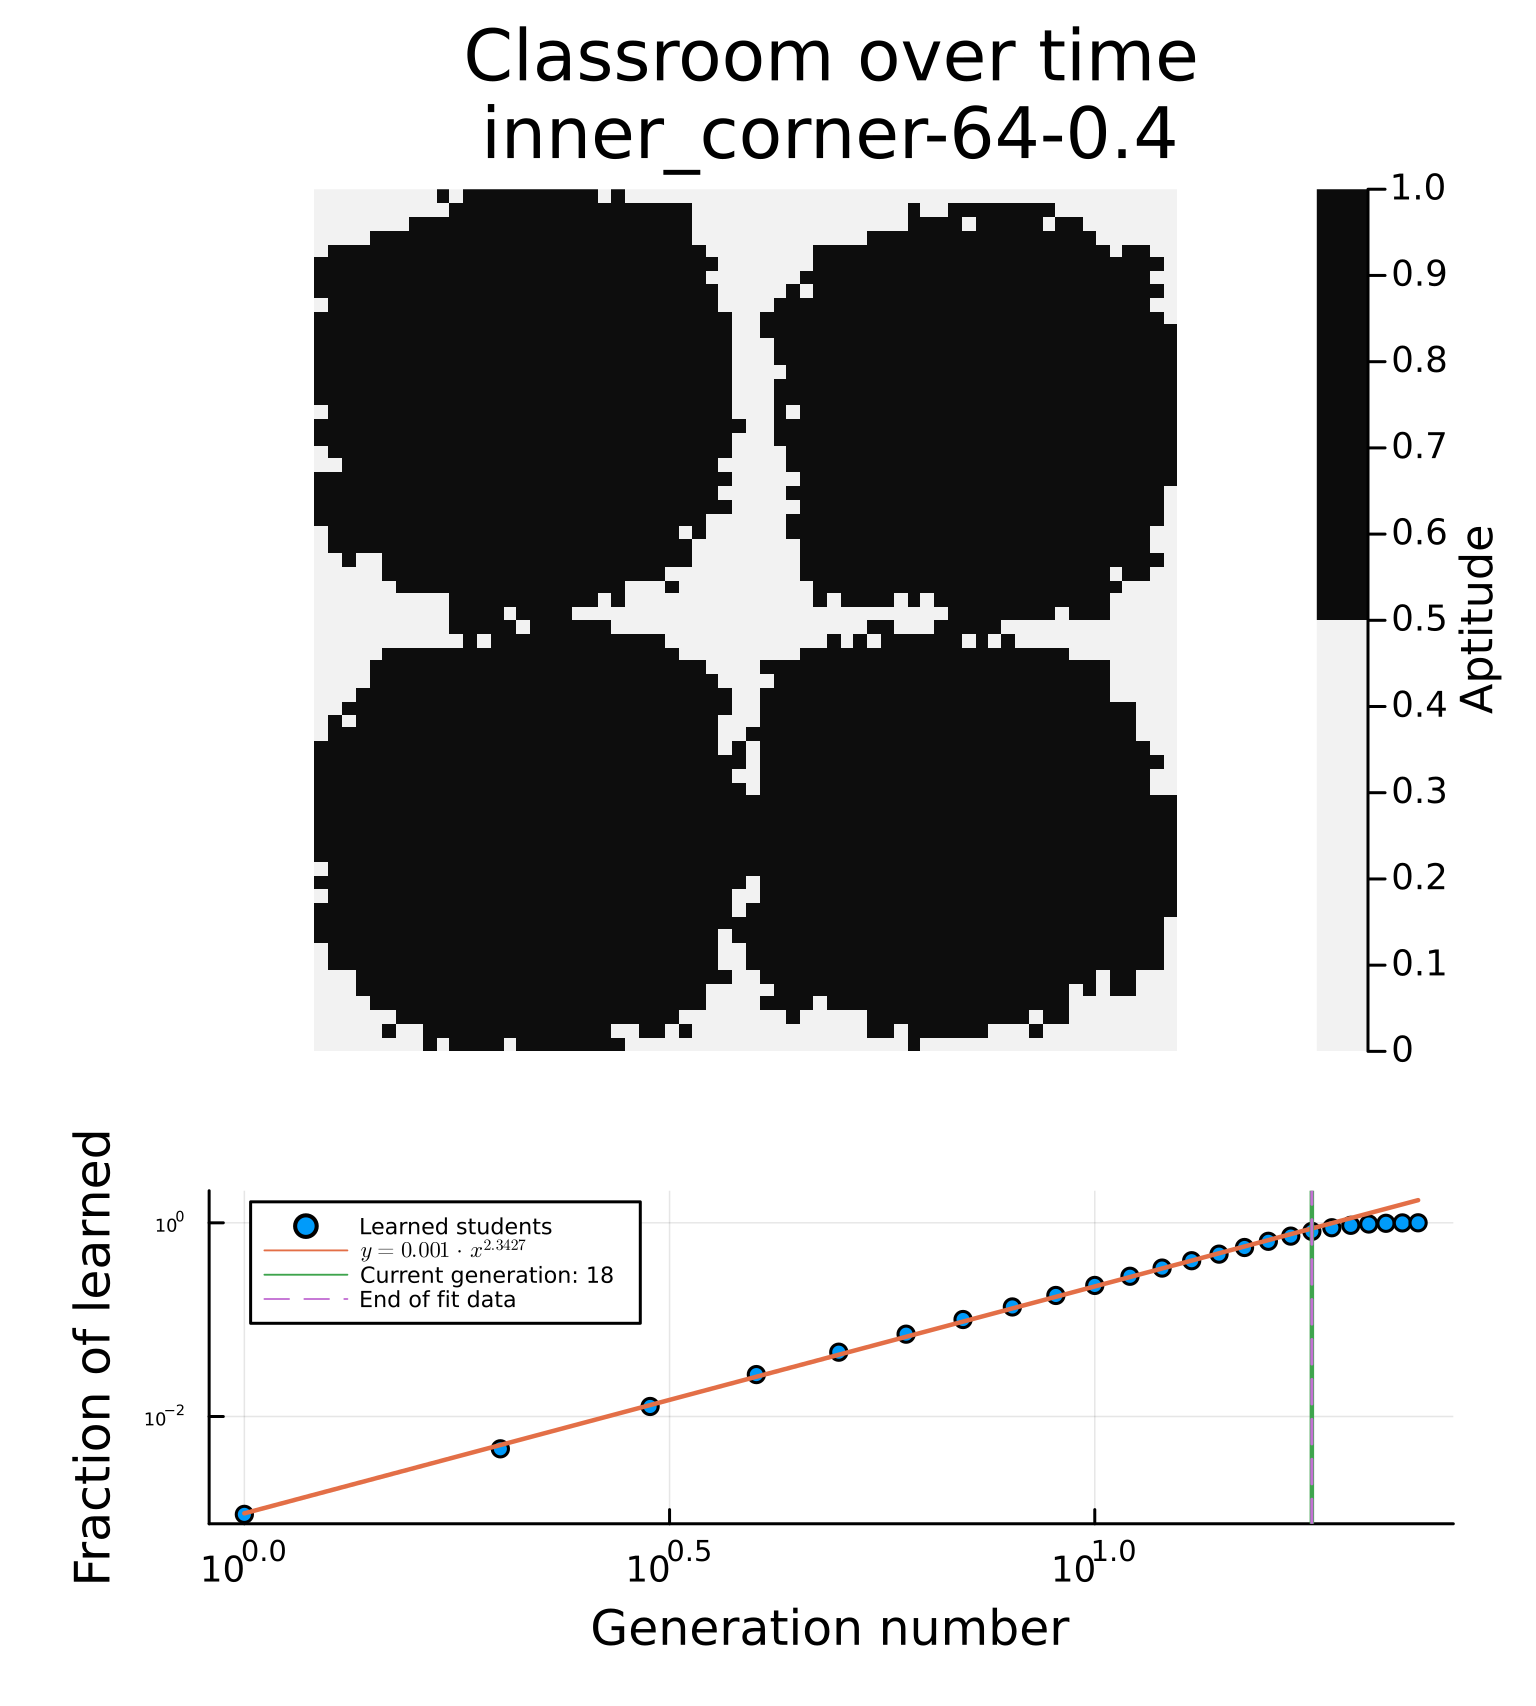 Classroom over time
inner_corner-64-0.4
1.0
0.9
0.8
0.7
0.6
0.5
0.4
0.3
0.2
0.1
0
Aptitude
Fraction of learned
10^0
10^-2
Learned students
y = 0.001 · x^2.3427
Current generation: 18
End of fit data
10^0.0
10^0.5
10^1.0
Generation number